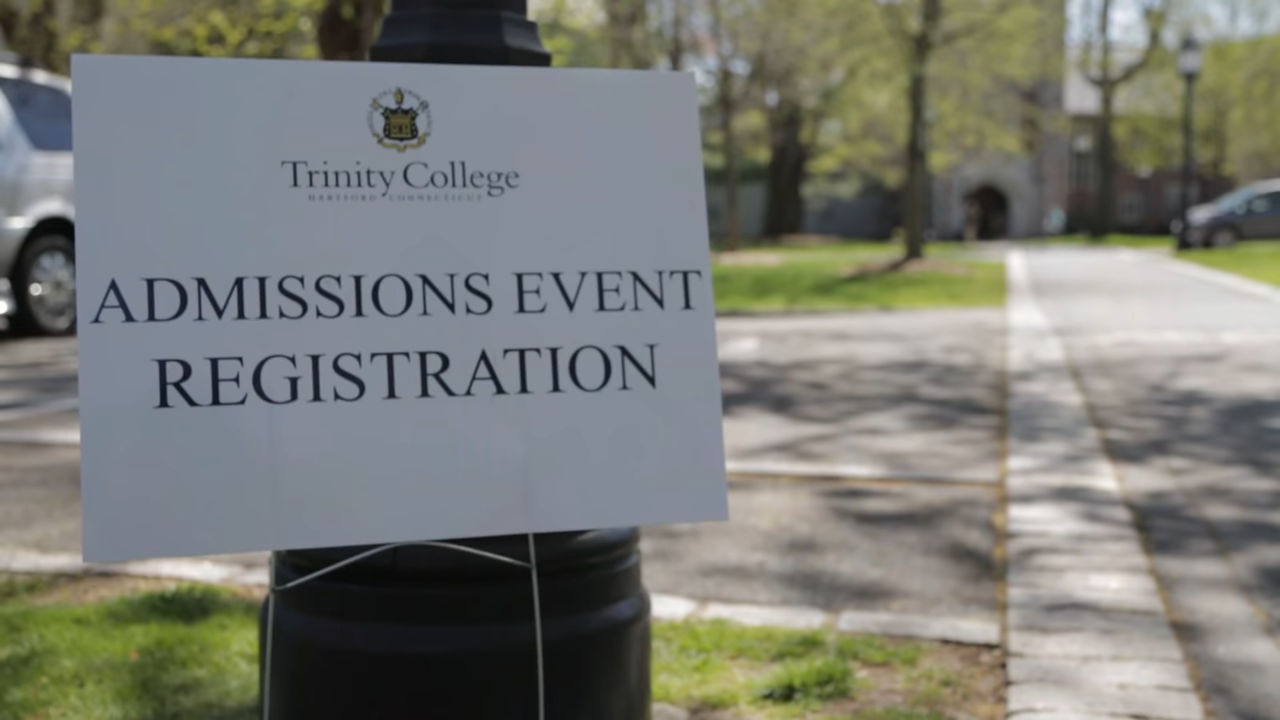 Trinity College
HARTFORD CONNECTICUT
ADMISSIONS EVENT
REGISTRATION